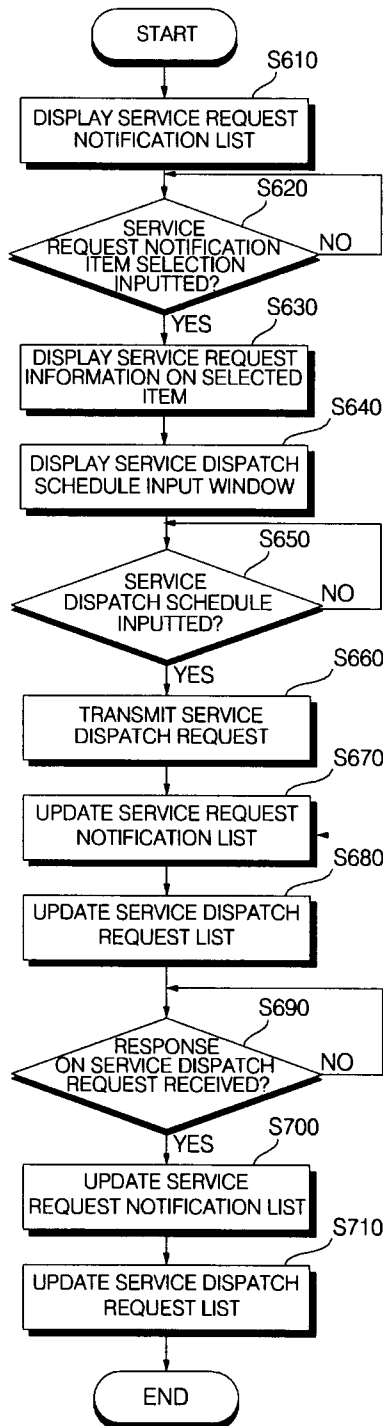 START
S610
DISPLAY SERVICE REQUEST
NOTIFICATION LIST
S620
SERVICE
REQUEST NOTIFICATION
ITEM SELECTION
INPUTTED?
NO
YES
S630
DISPLAY SERVICE REQUEST
INFORMATION ON SELECTED
ITEM
S640
DISPLAY SERVICE DISPATCH
SCHEDULE INPUT WINDOW
S650
SERVICE
DISPATCH SCHEDULE
INPUTTED?
NO
YES
S660
TRANSMIT SERVICE
DISPATCH REQUEST
S670
UPDATE SERVICE REQUEST
NOTIFICATION LIST
S680
UPDATE SERVICE DISPATCH
REQUEST LIST
S690
RESPONSE
ON SERVICE DISPATCH
REQUEST RECEIVED?
NO
YES
S700
UPDATE SERVICE
REQUEST NOTIFICATION LIST
S710
UPDATE SERVICE DISPATCH
REQUEST LIST
END